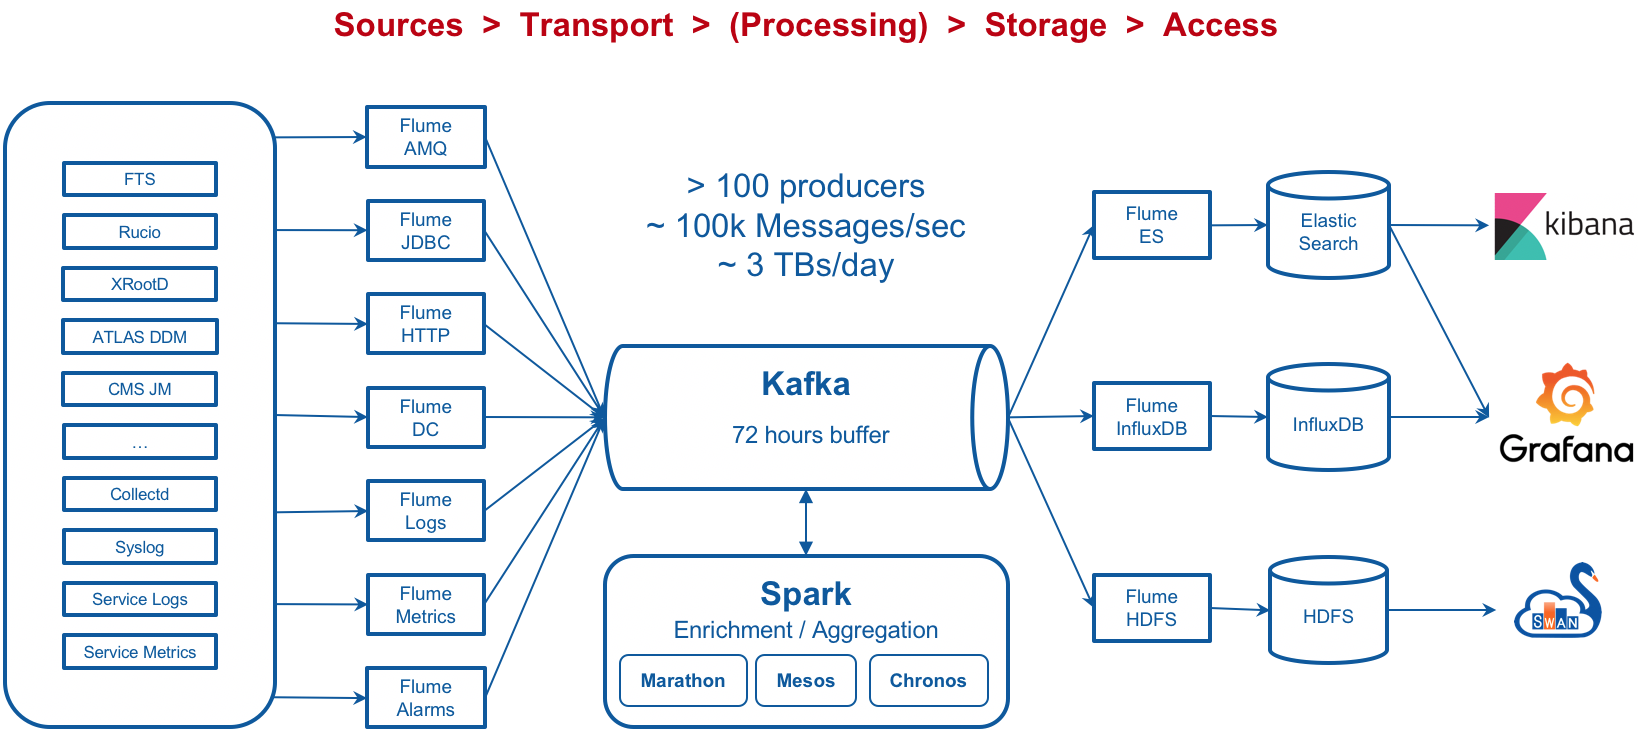 Sources > Transport > (Processing) > Storage > Access
FTS
Rucio
XRootD
ATLAS DDM
CMS JM
...
Collectd
Syslog
Service Logs
Service Metrics
Flume
AMQ
Flume
JDBC
Flume
HTTP
Flume
DC
Flume
Logs
Flume
Metrics
Flume
Alarms
> 100 producers
~ 100k Messages/sec
~ 3 TBs/day
Kafka
72 hours buffer
Spark
Enrichment / Aggregation
Marathon
Mesos
Chronos
Flume
ES
Flume
InfluxDB
Flume
HDFS
Elastic
Search
InfluxDB
HDFS
kibana
Grafana
SWAN